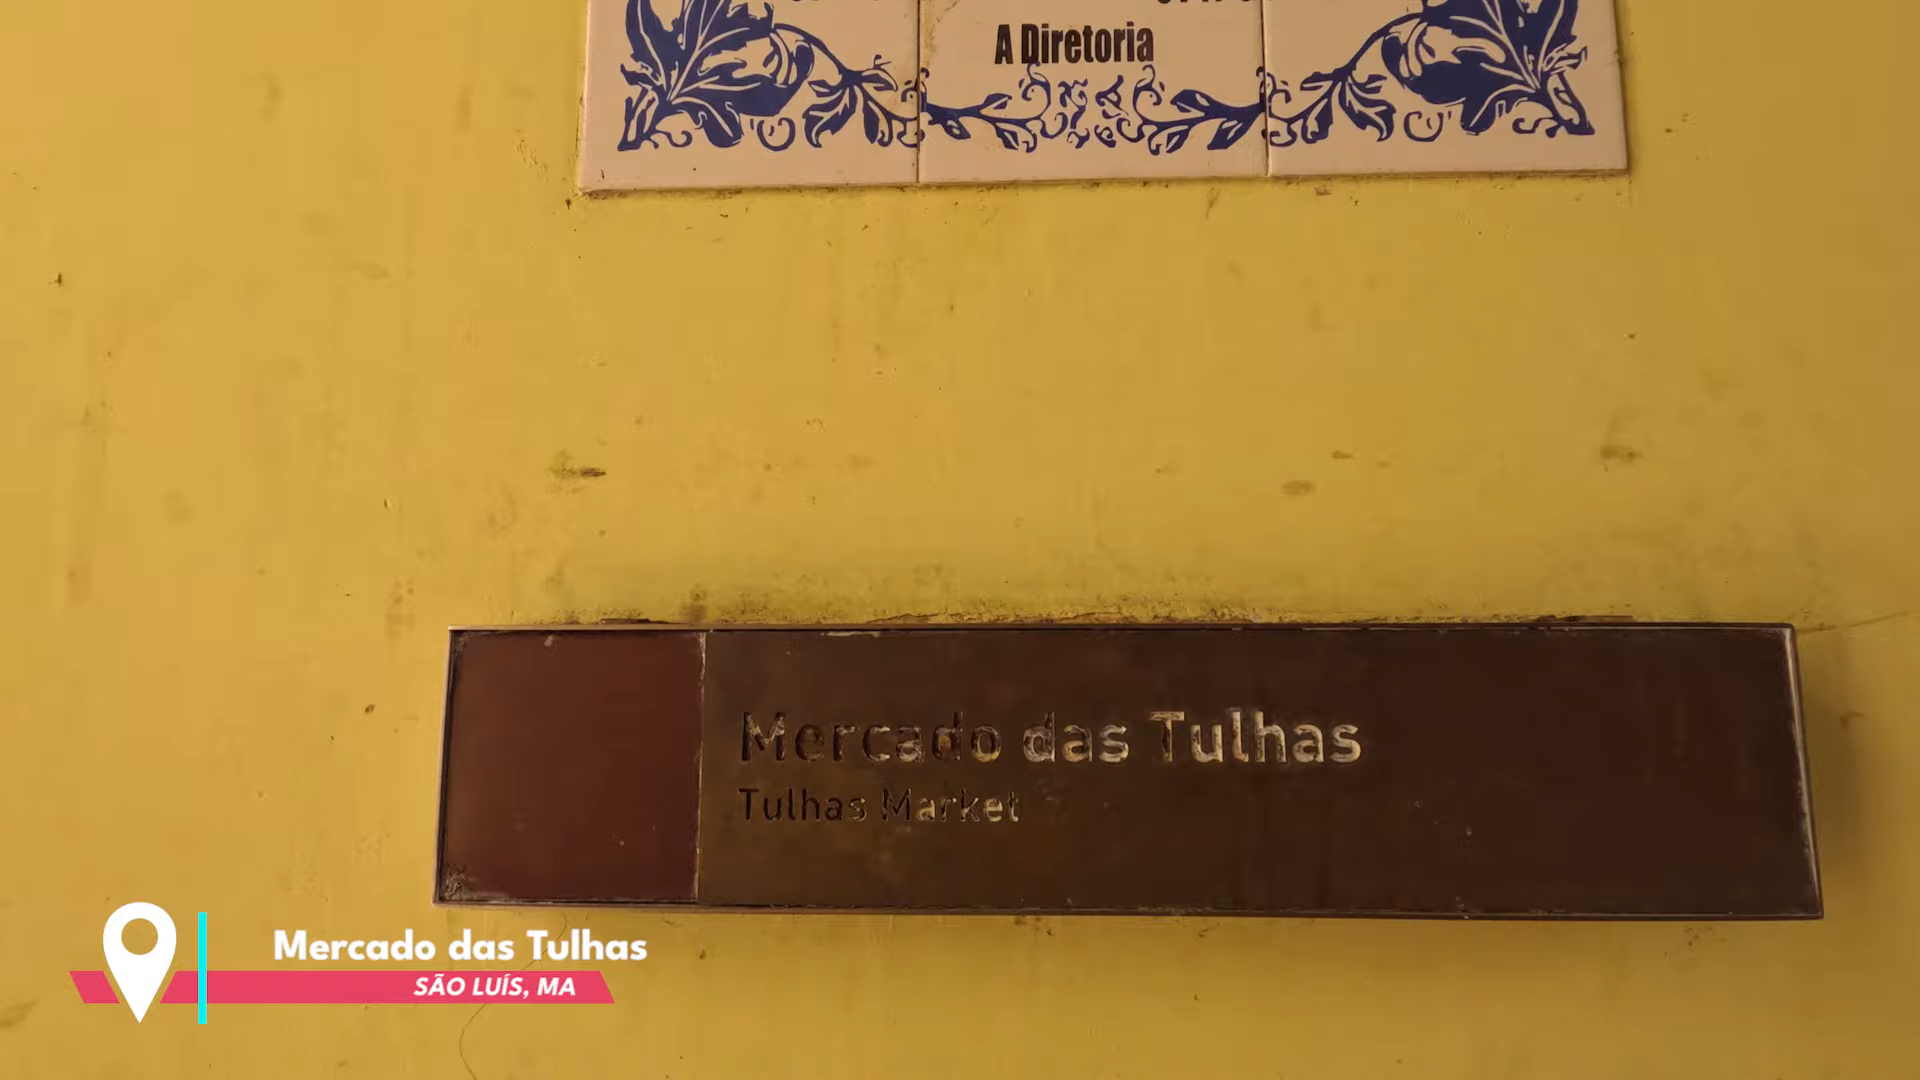 A Diretoria
Mercado das Tulhas
Tulhas Market
Mercado das Tulhas
SÃO LUÍS, MA